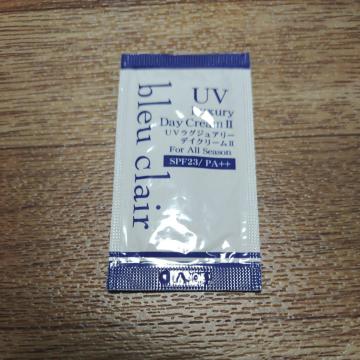 bleu clair
UV
Luxury
Day Cream II
UVラグジュアリー
デイクリームII
For All Season
SPF23/PA++